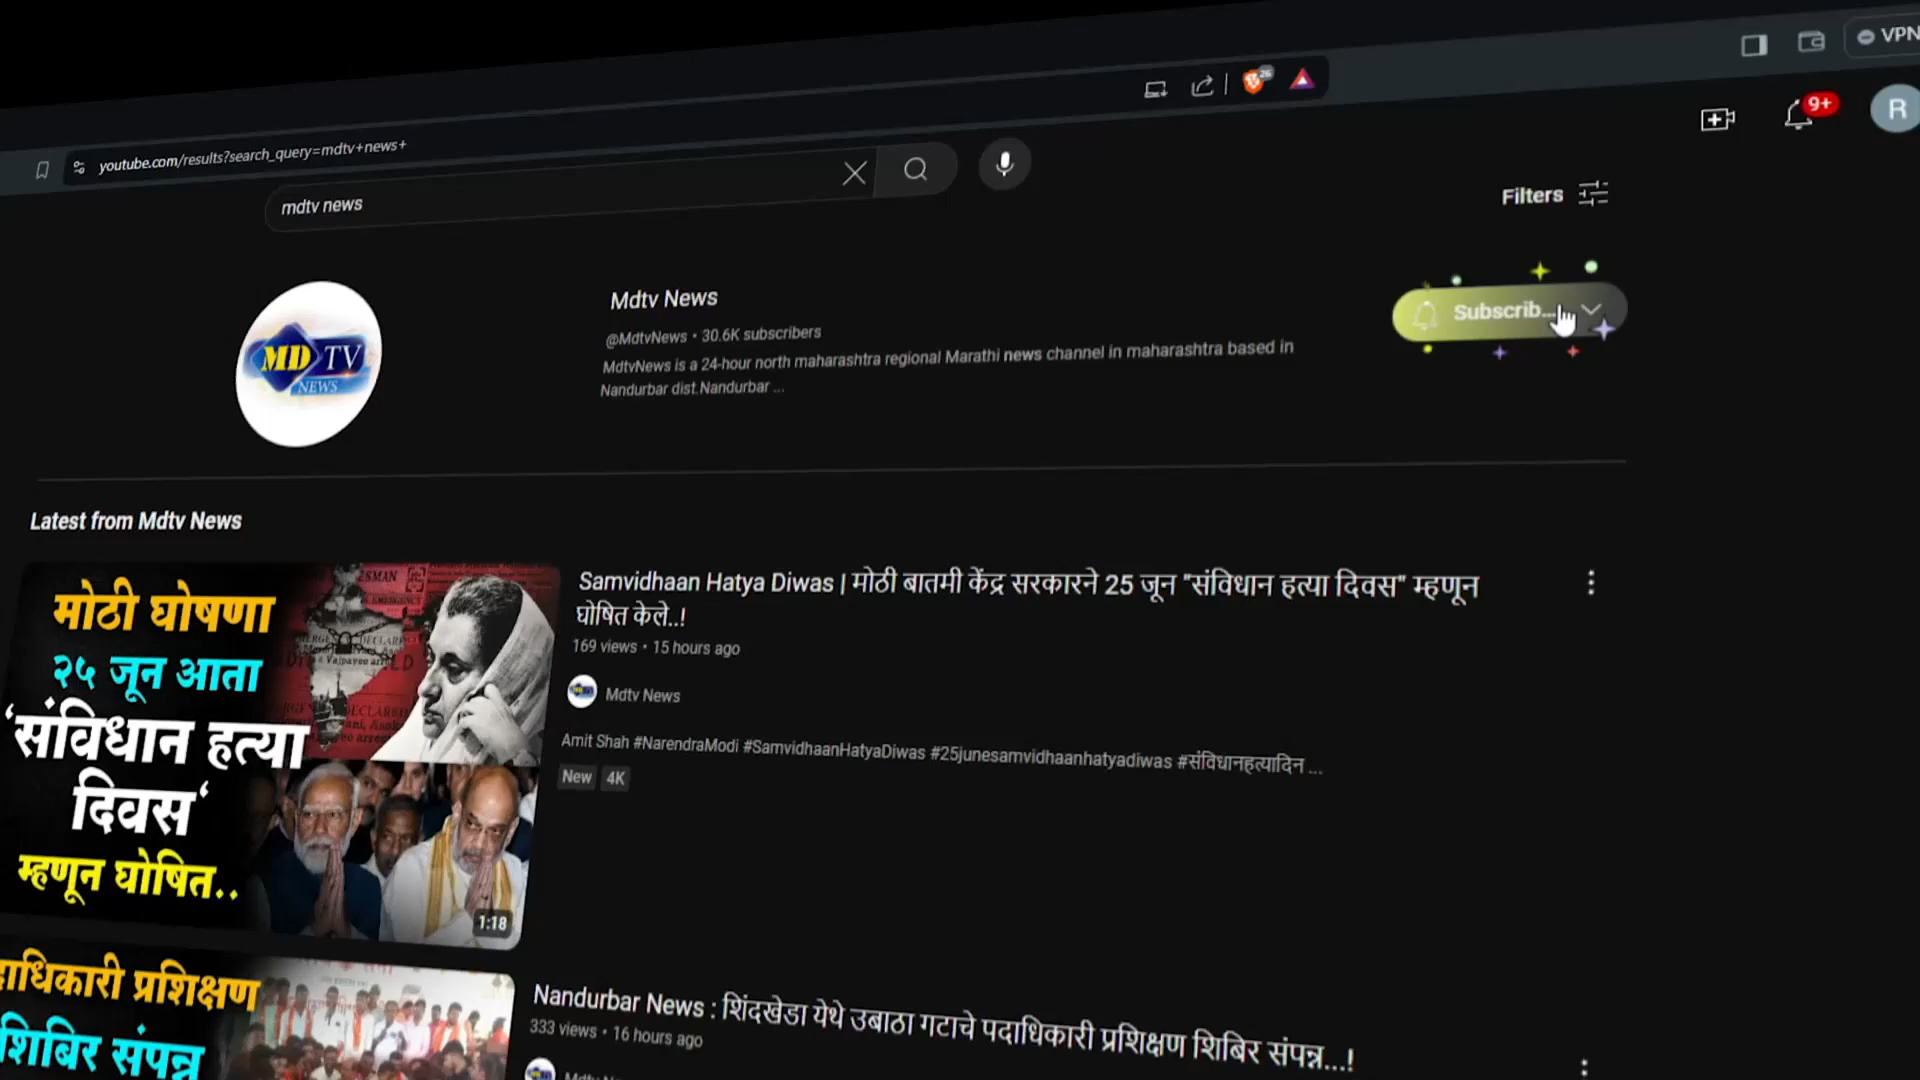 VPN
26
youtube.com/results?search_query=mdtv+news+
9+
R
mdtv news
Filters
MD TV
NEWS
Mdtv News
@MdtvNews • 30.6K subscribers
MdtvNews is a 24-hour north maharashtra regional Marathi news channel in maharashtra based in
Nandurbar dist.Nandurbar ...
Subscrib...
Latest from Mdtv News
मोठी घोषणा
२५ जून आता
‘संविधान हत्या
दिवस‘
म्हणून घोषित..
1:18
Samvidhaan Hatya Diwas | मोठी बातमी केंद्र सरकारने 25 जून "संविधान हत्या दिवस" म्हणून
घोषित केले..!
169 views • 15 hours ago
Mdtv News
Amit Shah #NarendraModi #SamvidhaanHatyaDiwas #25junesamvidhaanhatyadiwas #संविधानहत्यादिन ...
New 4K
प्रशिक्षण
शिबिर संपन्न
Nandurbar News : शिंदखेडा येथे उबाठा गटाचे पदाधिकारी प्रशिक्षण शिबिर संपन्न...!
333 views • 16 hours ago